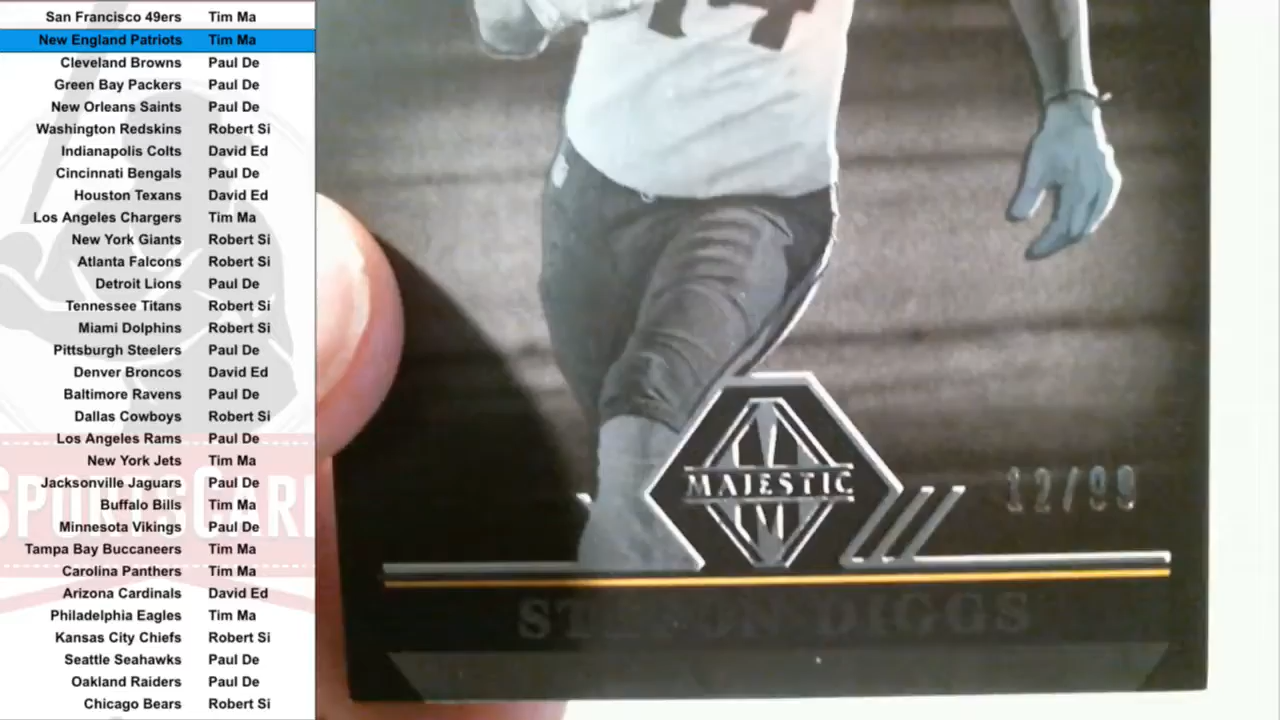 San Francisco 49ers Tim Ma
New England Patriots Tim Ma
Cleveland Browns Paul De
Green Bay Packers Paul De
New Orleans Saints Paul De
Washington Redskins Robert Si
Indianapolis Colts David Ed
Cincinnati Bengals Paul De
Houston Texans David Ed
Los Angeles Chargers Tim Ma
New York Giants Robert Si
Atlanta Falcons Robert Si
Detroit Lions Paul De
Tennessee Titans Robert Si
Miami Dolphins Robert Si
Pittsburgh Steelers Paul De
Denver Broncos David Ed
Baltimore Ravens Paul De
Dallas Cowboys Robert Si
Los Angeles Rams Paul De
New York Jets Tim Ma
Jacksonville Jaguars Paul De
Buffalo Bills Tim Ma
Minnesota Vikings Paul De
Tampa Bay Buccaneers Tim Ma
Carolina Panthers Tim Ma
Arizona Cardinals David Ed
Philadelphia Eagles Tim Ma
Kansas City Chiefs Robert Si
Seattle Seahawks Paul De
Oakland Raiders Paul De
Chicago Bears Robert Si
SPORTSCAR
14
MAJESTIC
12/99
STEFON DIGGS